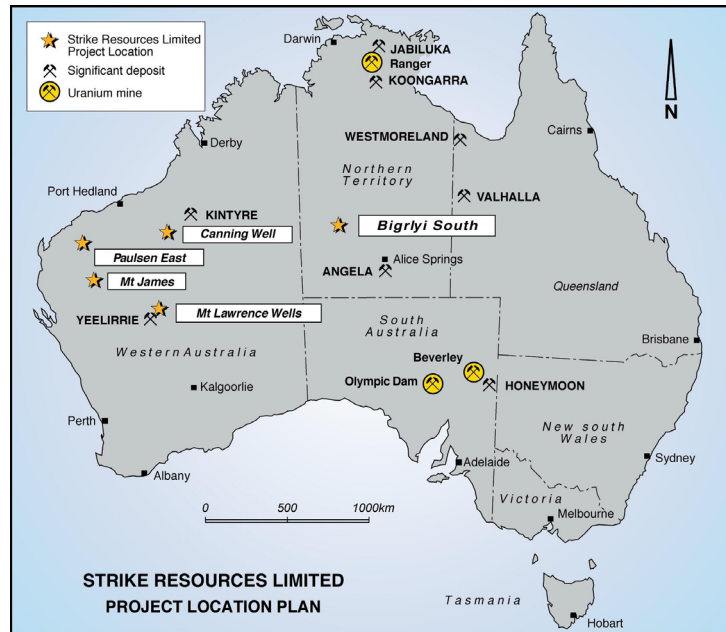 Strike Resources Limited
Project Location
Significant deposit
Uranium mine
Darwin
JABILUKA
Ranger
KOONGARRA
N
WESTMORELAND
Cairns
Derby
Northern
Territory
VALHALLA
Port Hedland
KINTYRE
Canning Well
Bigrlyi South
Paulsen East
Alice Springs
ANGELA
Mt James
Queensland
Mt Lawrence Wells
YEELIRRIE
South
Australia
Brisbane
Western Australia
Beverley
Olympic Dam
HONEYMOON
Kalgoorlie
New south
Wales
Perth
Sydney
Adelaide
Albany
Victoria
Melbourne
0 500 1000km
STRIKE RESOURCES LIMITED
PROJECT LOCATION PLAN
Tasmania
Hobart